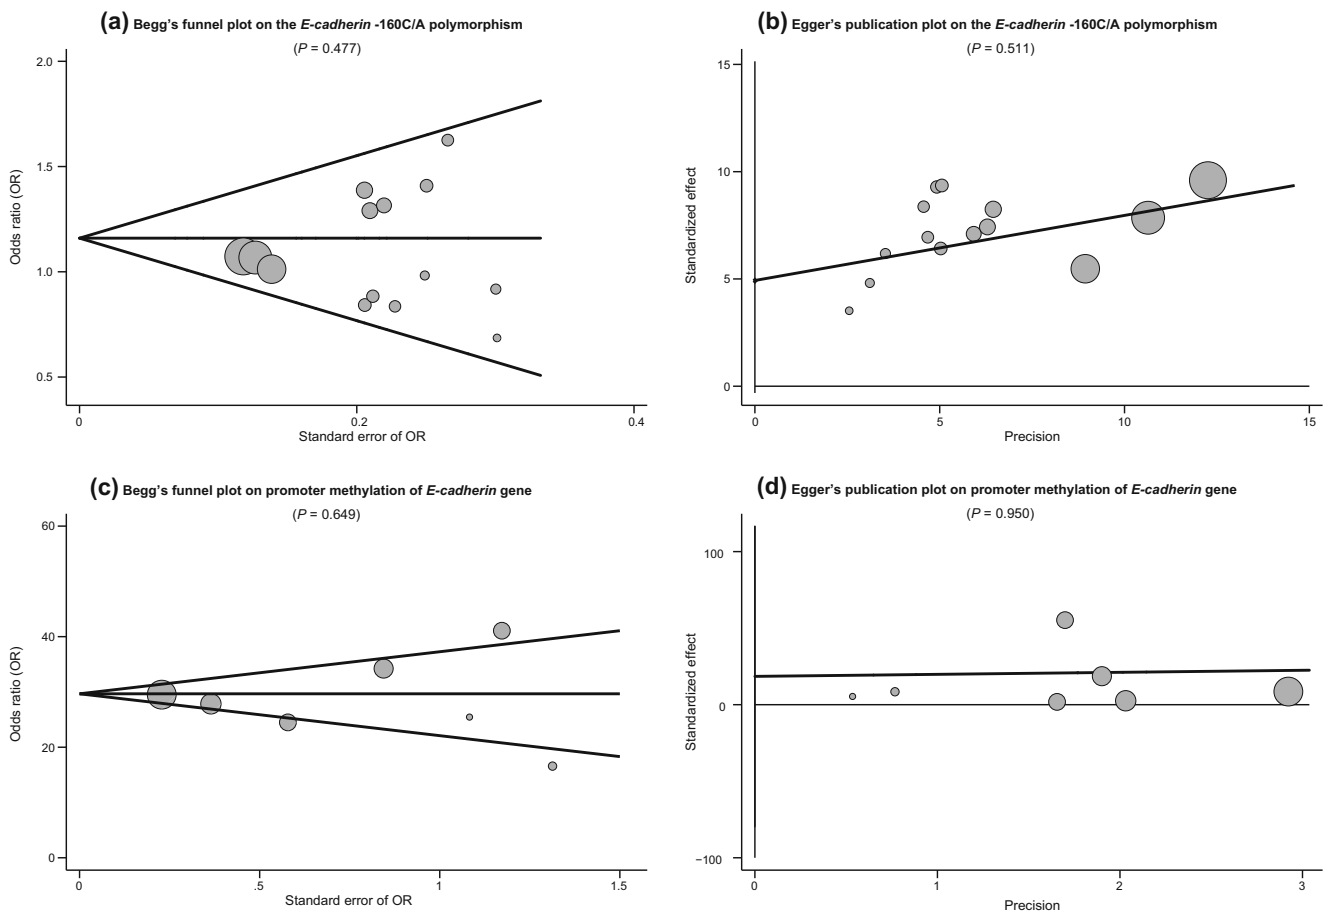 (a) Begg’s funnel plot on the E-cadherin -160C/A polymorphism
(P = 0.477)
Odds ratio (OR)
2.0
1.5
1.0
0.5
0
0.2
0.4
Standard error of OR
(b) Egger’s publication plot on the E-cadherin -160C/A polymorphism
(P = 0.511)
Standardized effect
15
10
5
0
0
5
10
15
Precision
(c) Begg’s funnel plot on promoter methylation of E-cadherin gene
(P = 0.649)
Odds ratio (OR)
60
40
20
0
0
.5
1
1.5
Standard error of OR
(d) Egger’s publication plot on promoter methylation of E-cadherin gene
(P = 0.950)
Standardized effect
100
0
−100
0
1
2
3
Precision